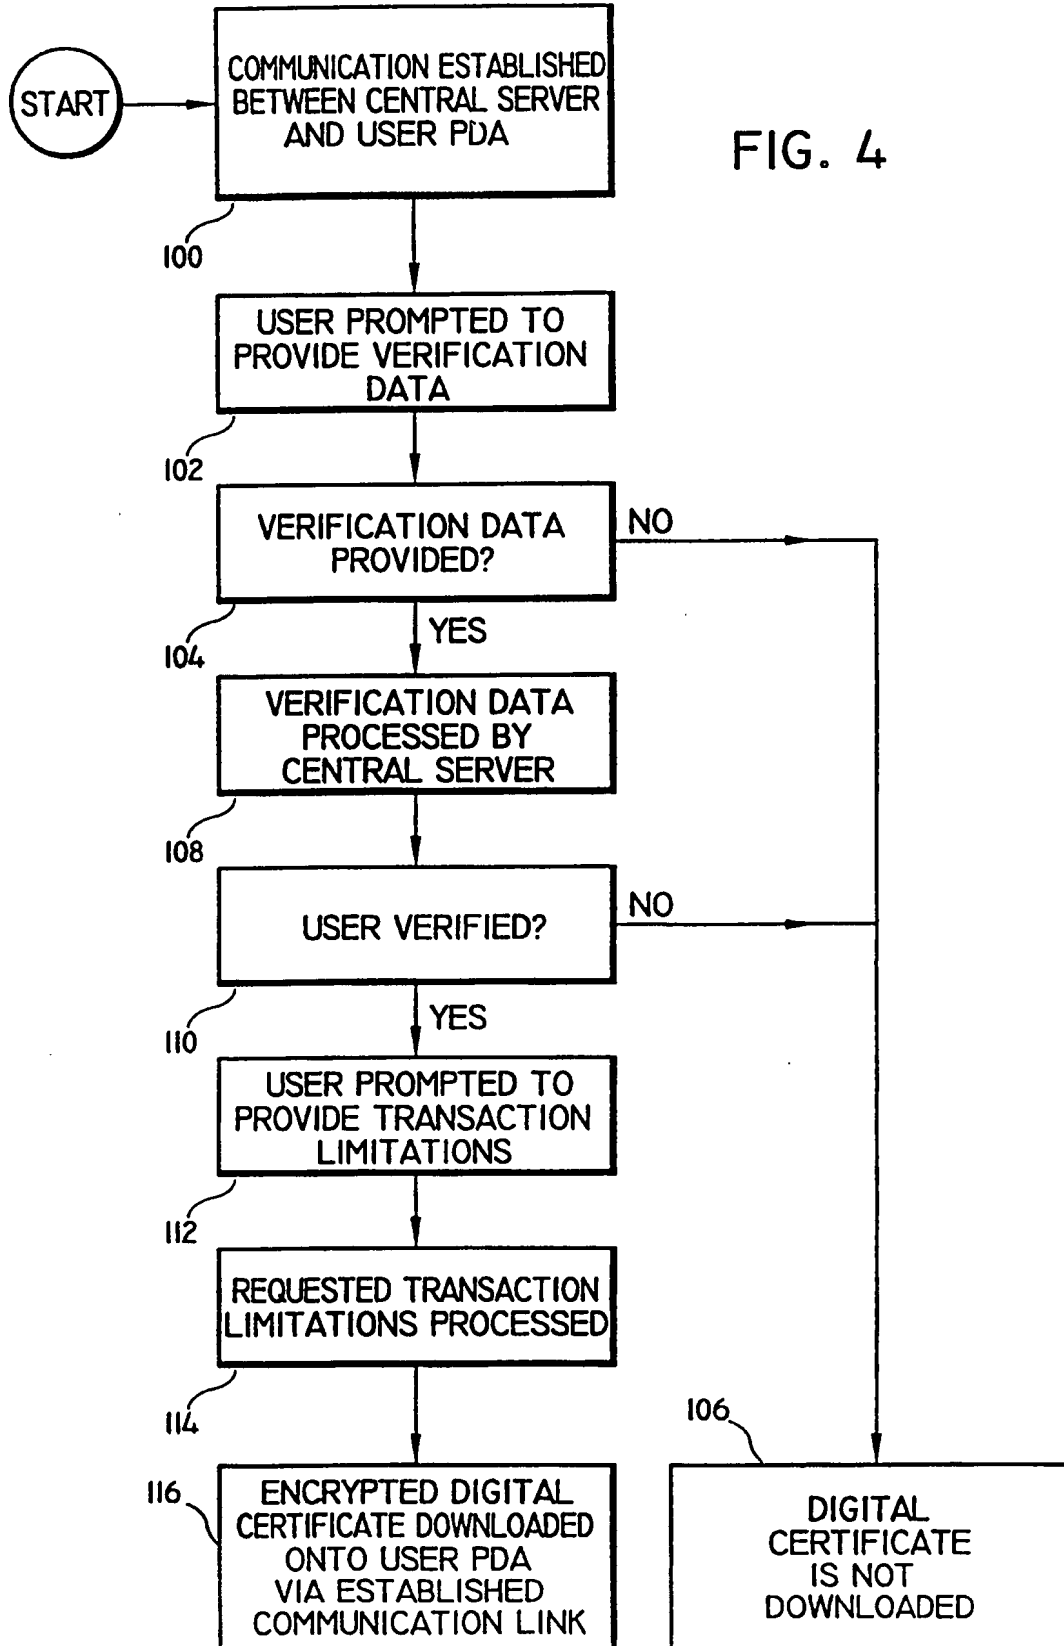 START
COMMUNICATION ESTABLISHED
BETWEEN CENTRAL SERVER
AND USER PDA
FIG. 4
100
USER PROMPTED TO
PROVIDE VERIFICATION
DATA
102
VERIFICATION DATA
PROVIDED?
NO
104
YES
VERIFICATION DATA
PROCESSED BY
CENTRAL SERVER
108
USER VERIFIED?
NO
110
YES
USER PROMPTED TO
PROVIDE TRANSACTION
LIMITATIONS
112
REQUESTED TRANSACTION
LIMITATIONS PROCESSED
114
116
ENCRYPTED DIGITAL
CERTIFICATE DOWNLOADED
ONTO USER PDA
VIA ESTABLISHED
COMMUNICATION LINK
106
DIGITAL
CERTIFICATE
IS NOT
DOWNLOADED